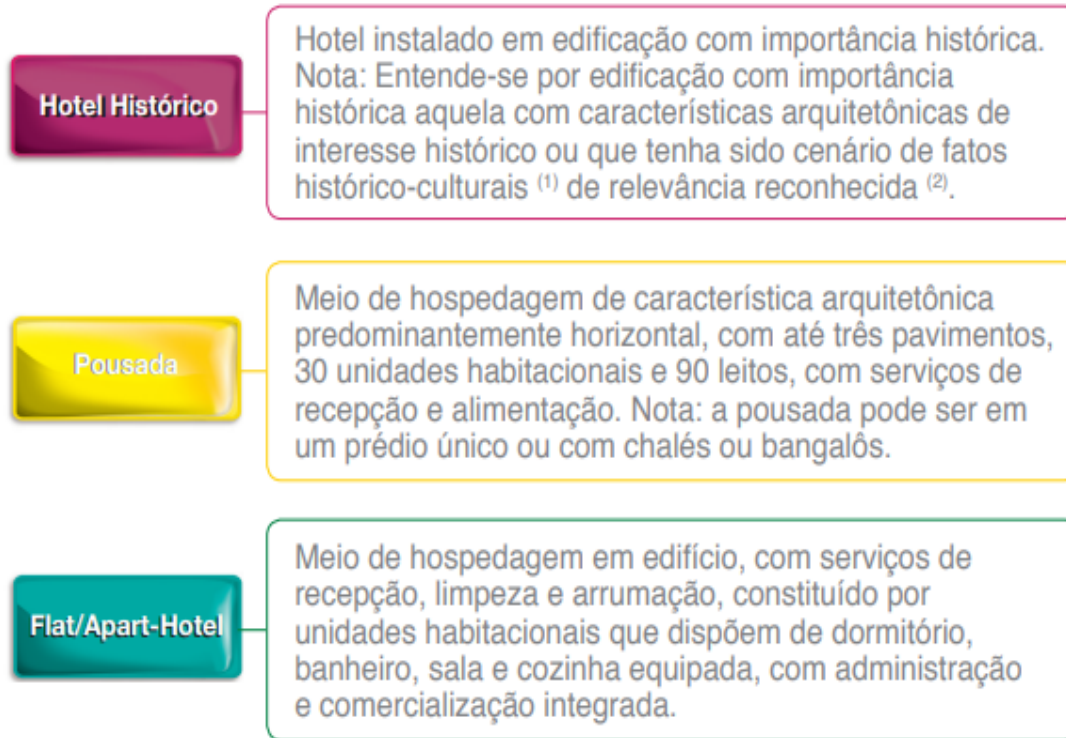 Hotel Histórico
Hotel instalado em edificação com importância histórica.
Nota: Entende-se por edificação com importância
histórica aquela com características arquitetônicas de
interesse histórico ou que tenha sido cenário de fatos
histórico-culturais (1) de relevância reconhecida (2).
Pousada
Meio de hospedagem de característica arquitetônica
predominantemente horizontal, com até três pavimentos,
30 unidades habitacionais e 90 leitos, com serviços de
recepção e alimentação. Nota: a pousada pode ser em
um prédio único ou com chalés ou bangalôs.
Flat/Apart-Hotel
Meio de hospedagem em edifício, com serviços de
recepção, limpeza e arrumação, constituído por
unidades habitacionais que dispõem de dormitório,
banheiro, sala e cozinha equipada, com administração
e comercialização integrada.